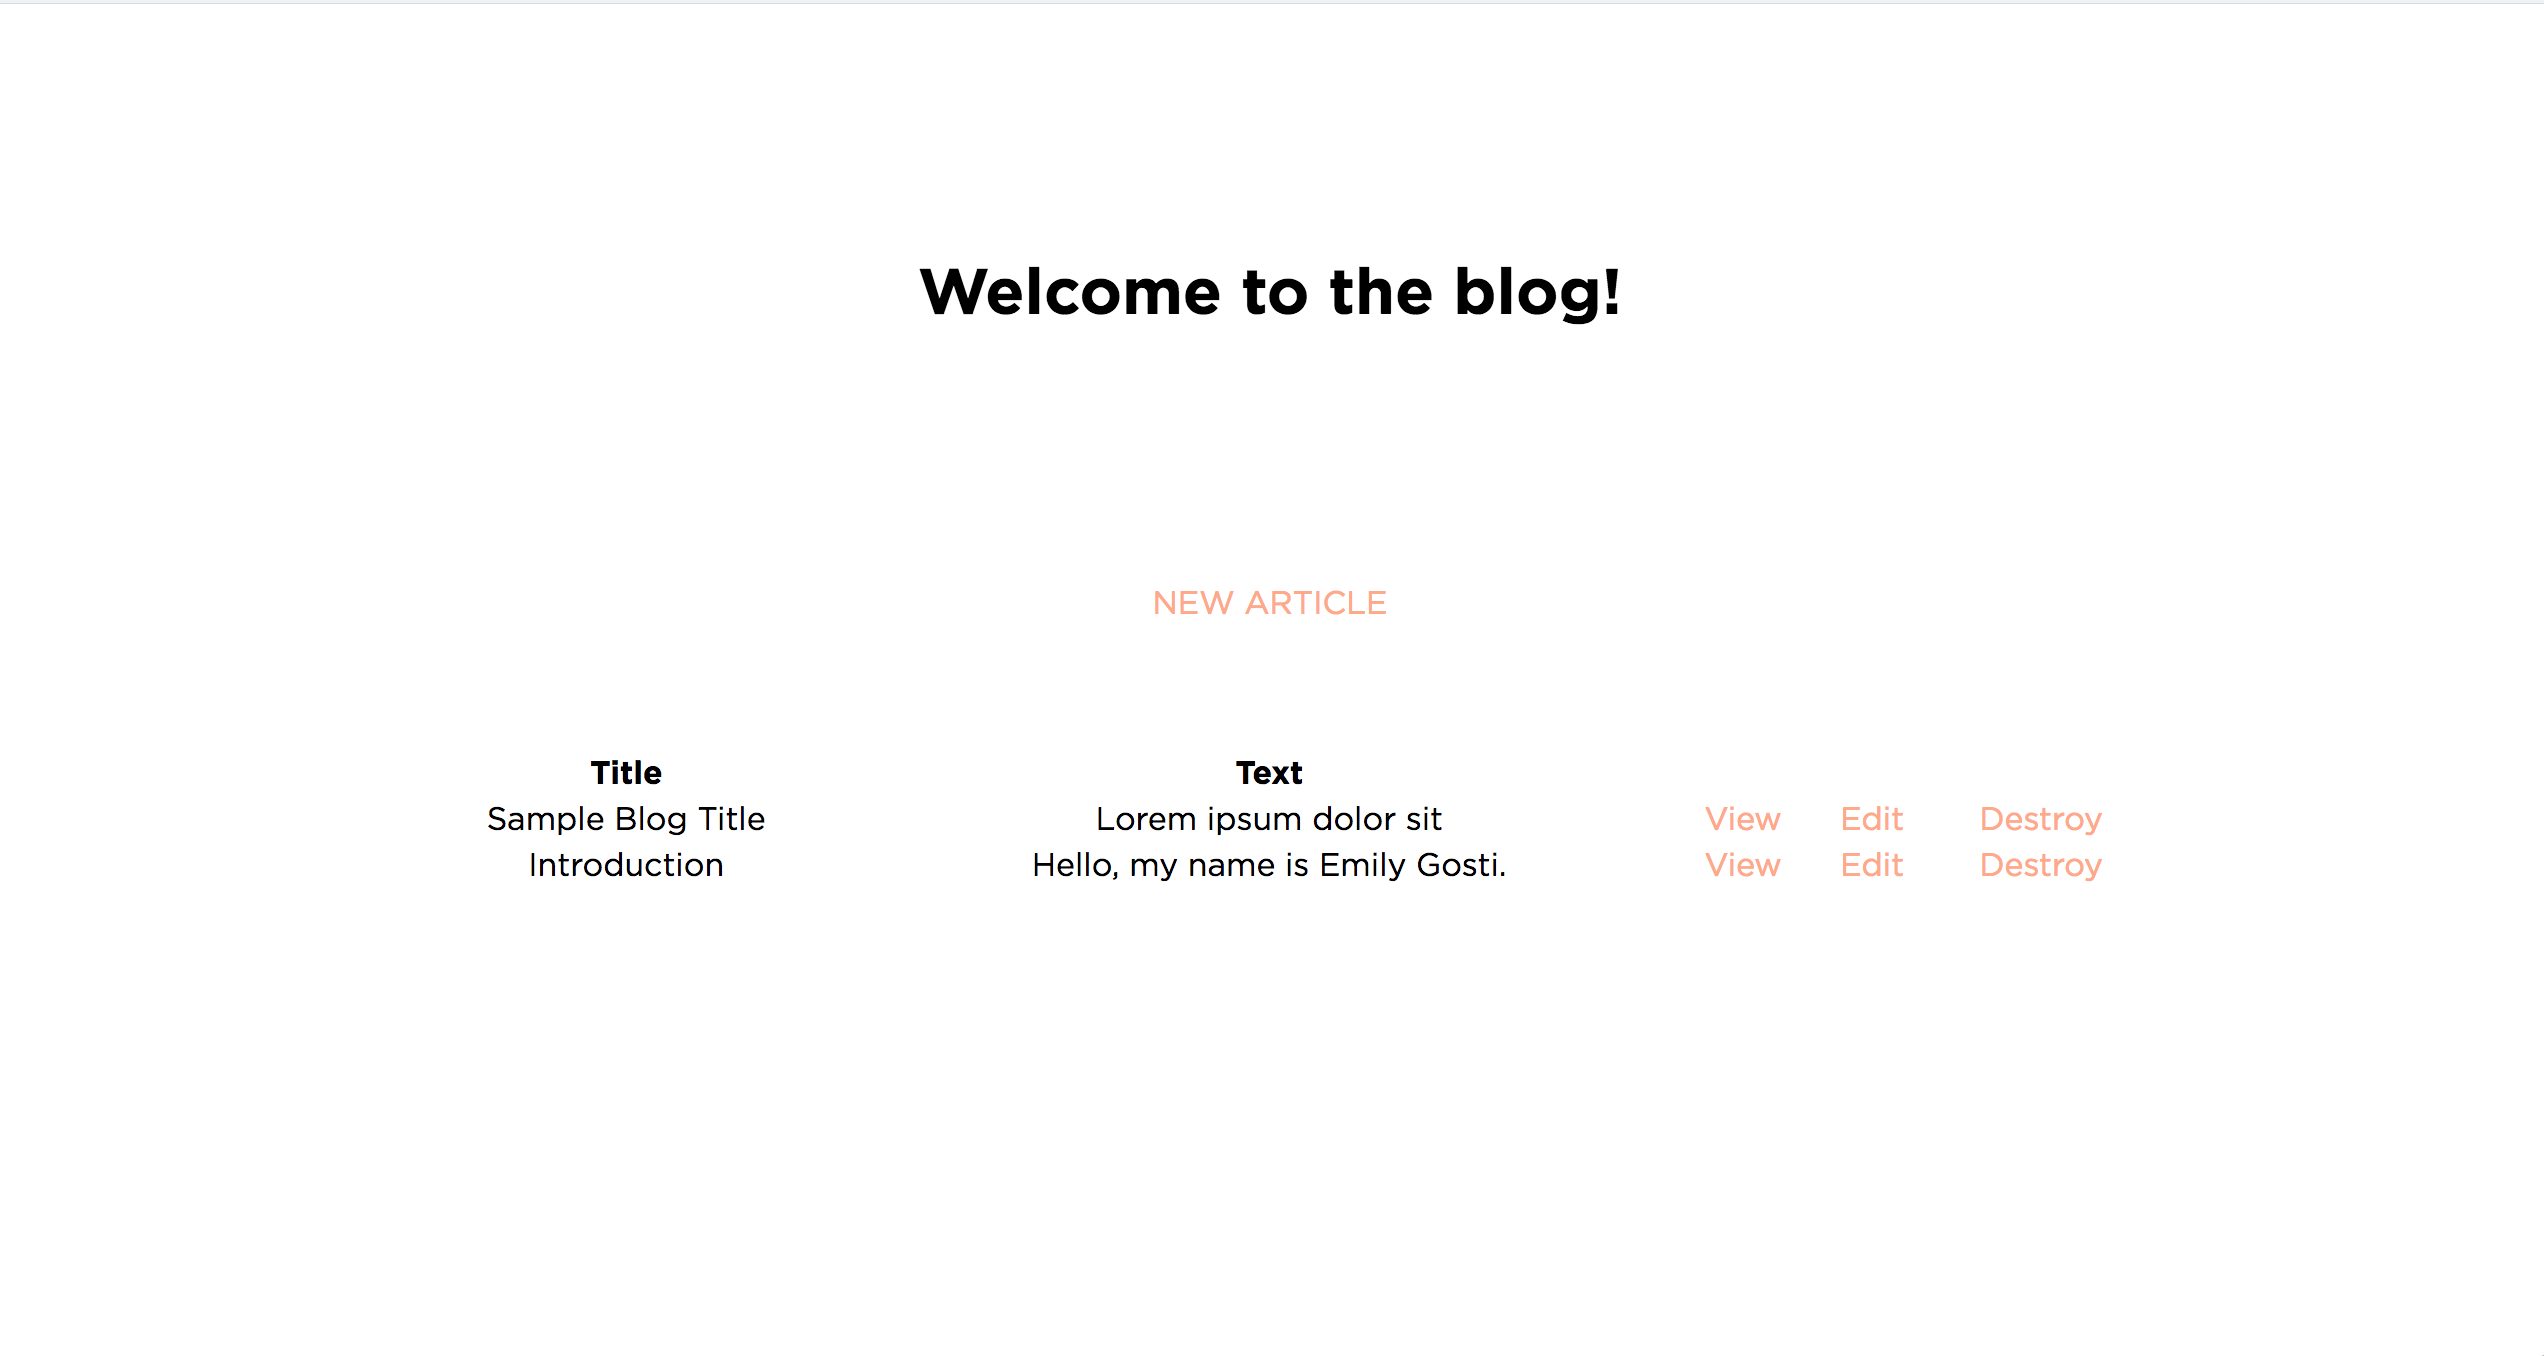 Welcome to the blog!
NEW ARTICLE
Title Text
Sample Blog Title Lorem ipsum dolor sit View Edit Destroy
Introduction Hello, my name is Emily Gosti. View Edit Destroy